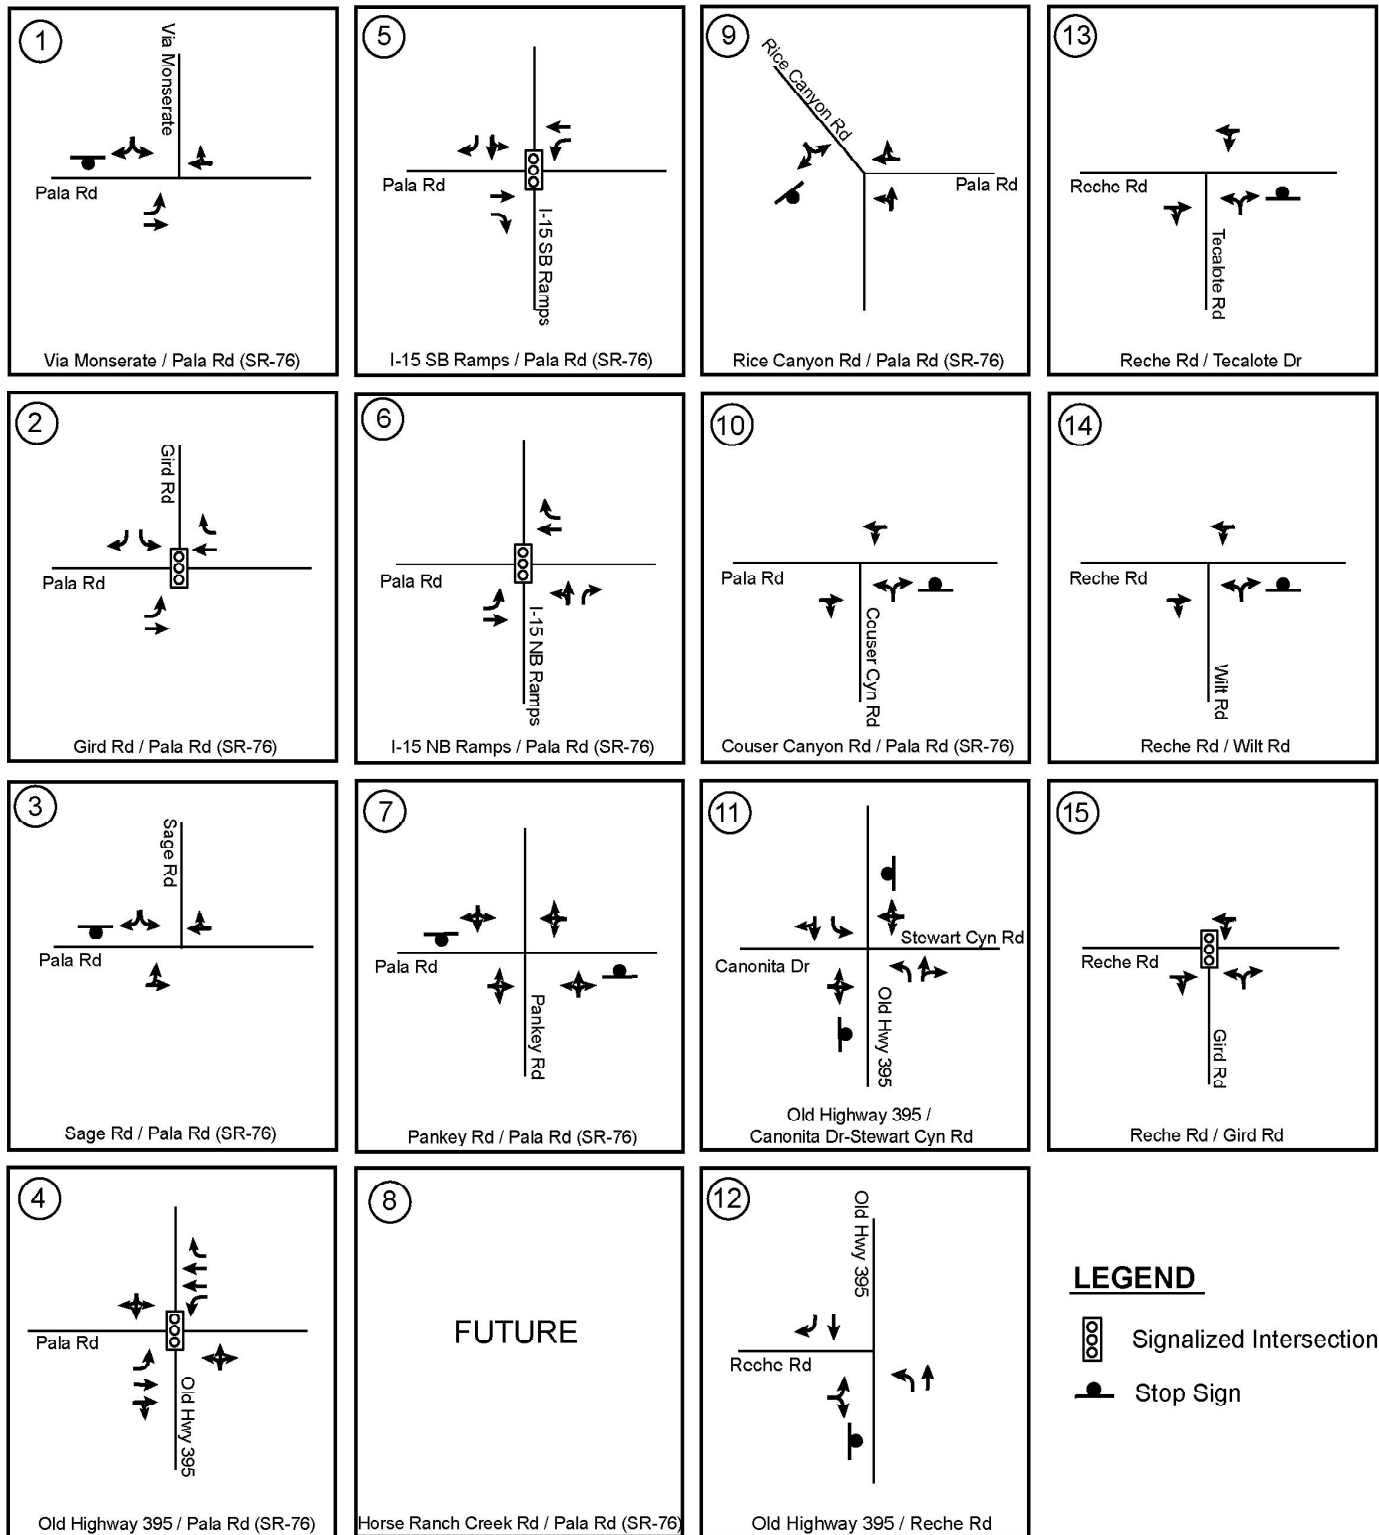 1
Via Monserate
Pala Rd
Via Monserate / Pala Rd (SR-76)
2
Gird Rd
Pala Rd
Gird Rd / Pala Rd (SR-76)
3
Sage Rd
Pala Rd
Sage Rd / Pala Rd (SR-76)
4
Pala Rd
Old Hwy 395
Old Highway 395 / Pala Rd (SR-76)
5
Pala Rd
I-15 SB Ramps
I-15 SB Ramps / Pala Rd (SR-76)
6
Pala Rd
I-15 NB Ramps
I-15 NB Ramps / Pala Rd (SR-76)
7
Pala Rd
Pankey Rd
Pankey Rd / Pala Rd (SR-76)
8
FUTURE
Horse Ranch Creek Rd / Pala Rd (SR-76)
9
Rice Canyon Rd
Pala Rd
Rice Canyon Rd / Pala Rd (SR-76)
10
Pala Rd
Couser Cyn Rd
Couser Canyon Rd / Pala Rd (SR-76)
11
Stewart Cyn Rd
Canonita Dr
Old Hwy 395
Old Highway 395 /
Canonita Dr-Stewart Cyn Rd
12
Old Hwy 395
Reche Rd
Old Highway 395 / Reche Rd
13
Reche Rd
Tecalote Rd
Reche Rd / Tecalote Dr
14
Reche Rd
Wilt Rd
Reche Rd / Wilt Rd
15
Reche Rd
Gird Rd
Reche Rd / Gird Rd
LEGEND
Signalized Intersection
Stop Sign